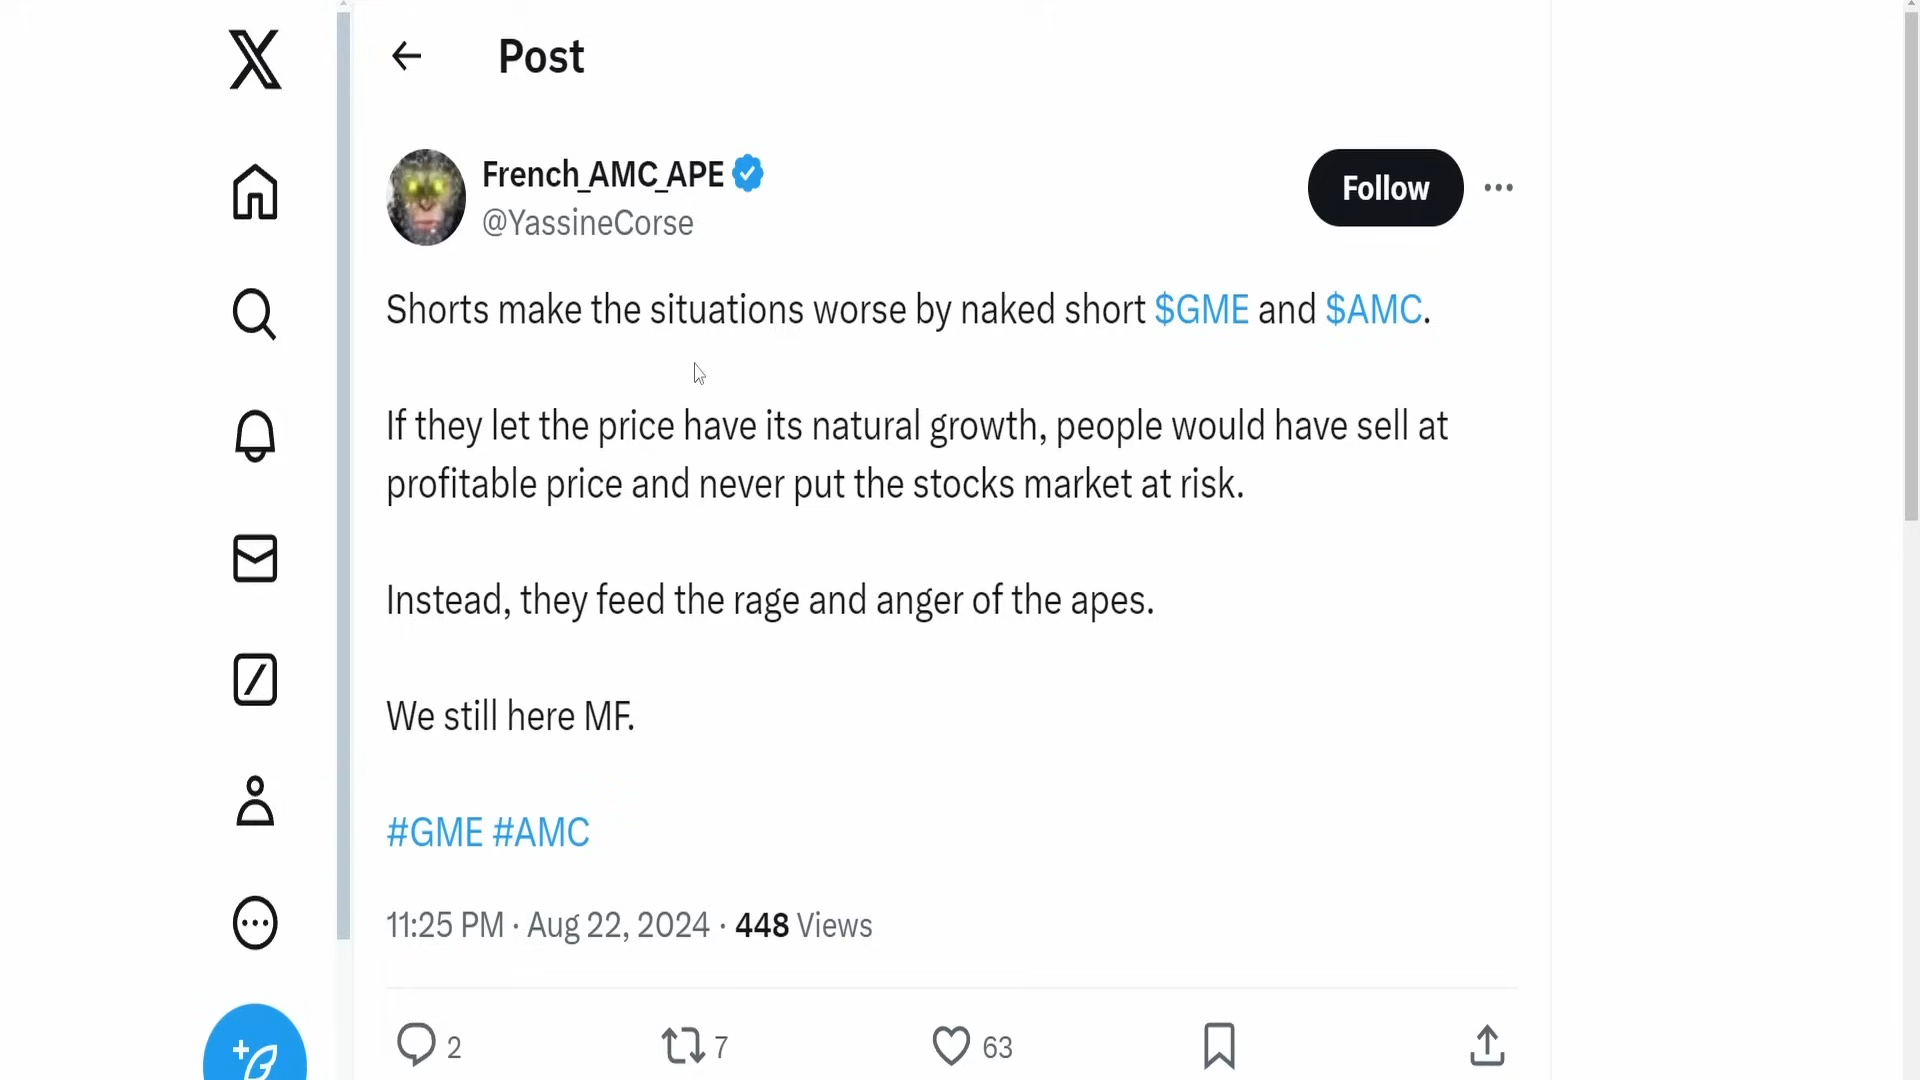 Post
French_AMC_APE
@YassineCorse
Follow
Shorts make the situations worse by naked short $GME and $AMC.
If they let the price have its natural growth, people would have sell at
profitable price and never put the stocks market at risk.
Instead, they feed the rage and anger of the apes.
We still here MF.
#GME #AMC
11:25 PM · Aug 22, 2024 · 448 Views
2 7 63